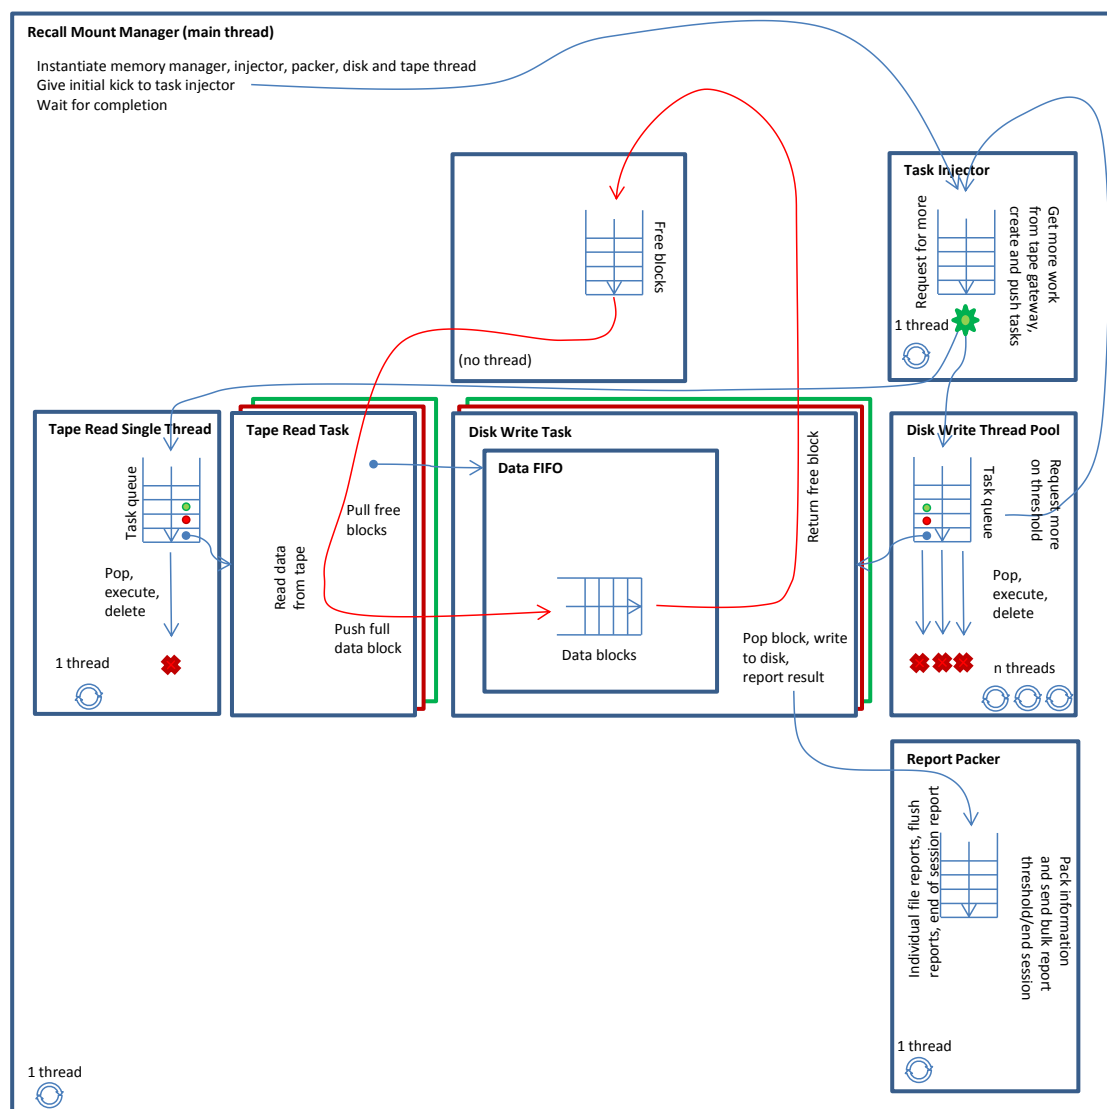 Recall Mount Manager (main thread)
Instantiate memory manager, injector, packer, disk and tape thread
Give initial kick to task injector
Wait for completion
Free blocks
(no thread)
Task Injector
Request for more
Get more work
from tape gateway,
create and push tasks
1 thread
Tape Read Single Thread
Task queue
Pop,
execute,
delete
1 thread
Tape Read Task
Pull free
blocks
Read data
from tape
Push full
data block
Disk Write Task
Data FIFO
Data blocks
Return free block
Pop block, write
to disk,
report result
Disk Write Thread Pool
Task queue
Request more
on threshold
Pop,
execute,
delete
n threads
Report Packer
Individual file reports, flush
reports, end of session report
Pack information
and send bulk report
threshold/end session
1 thread
1 thread